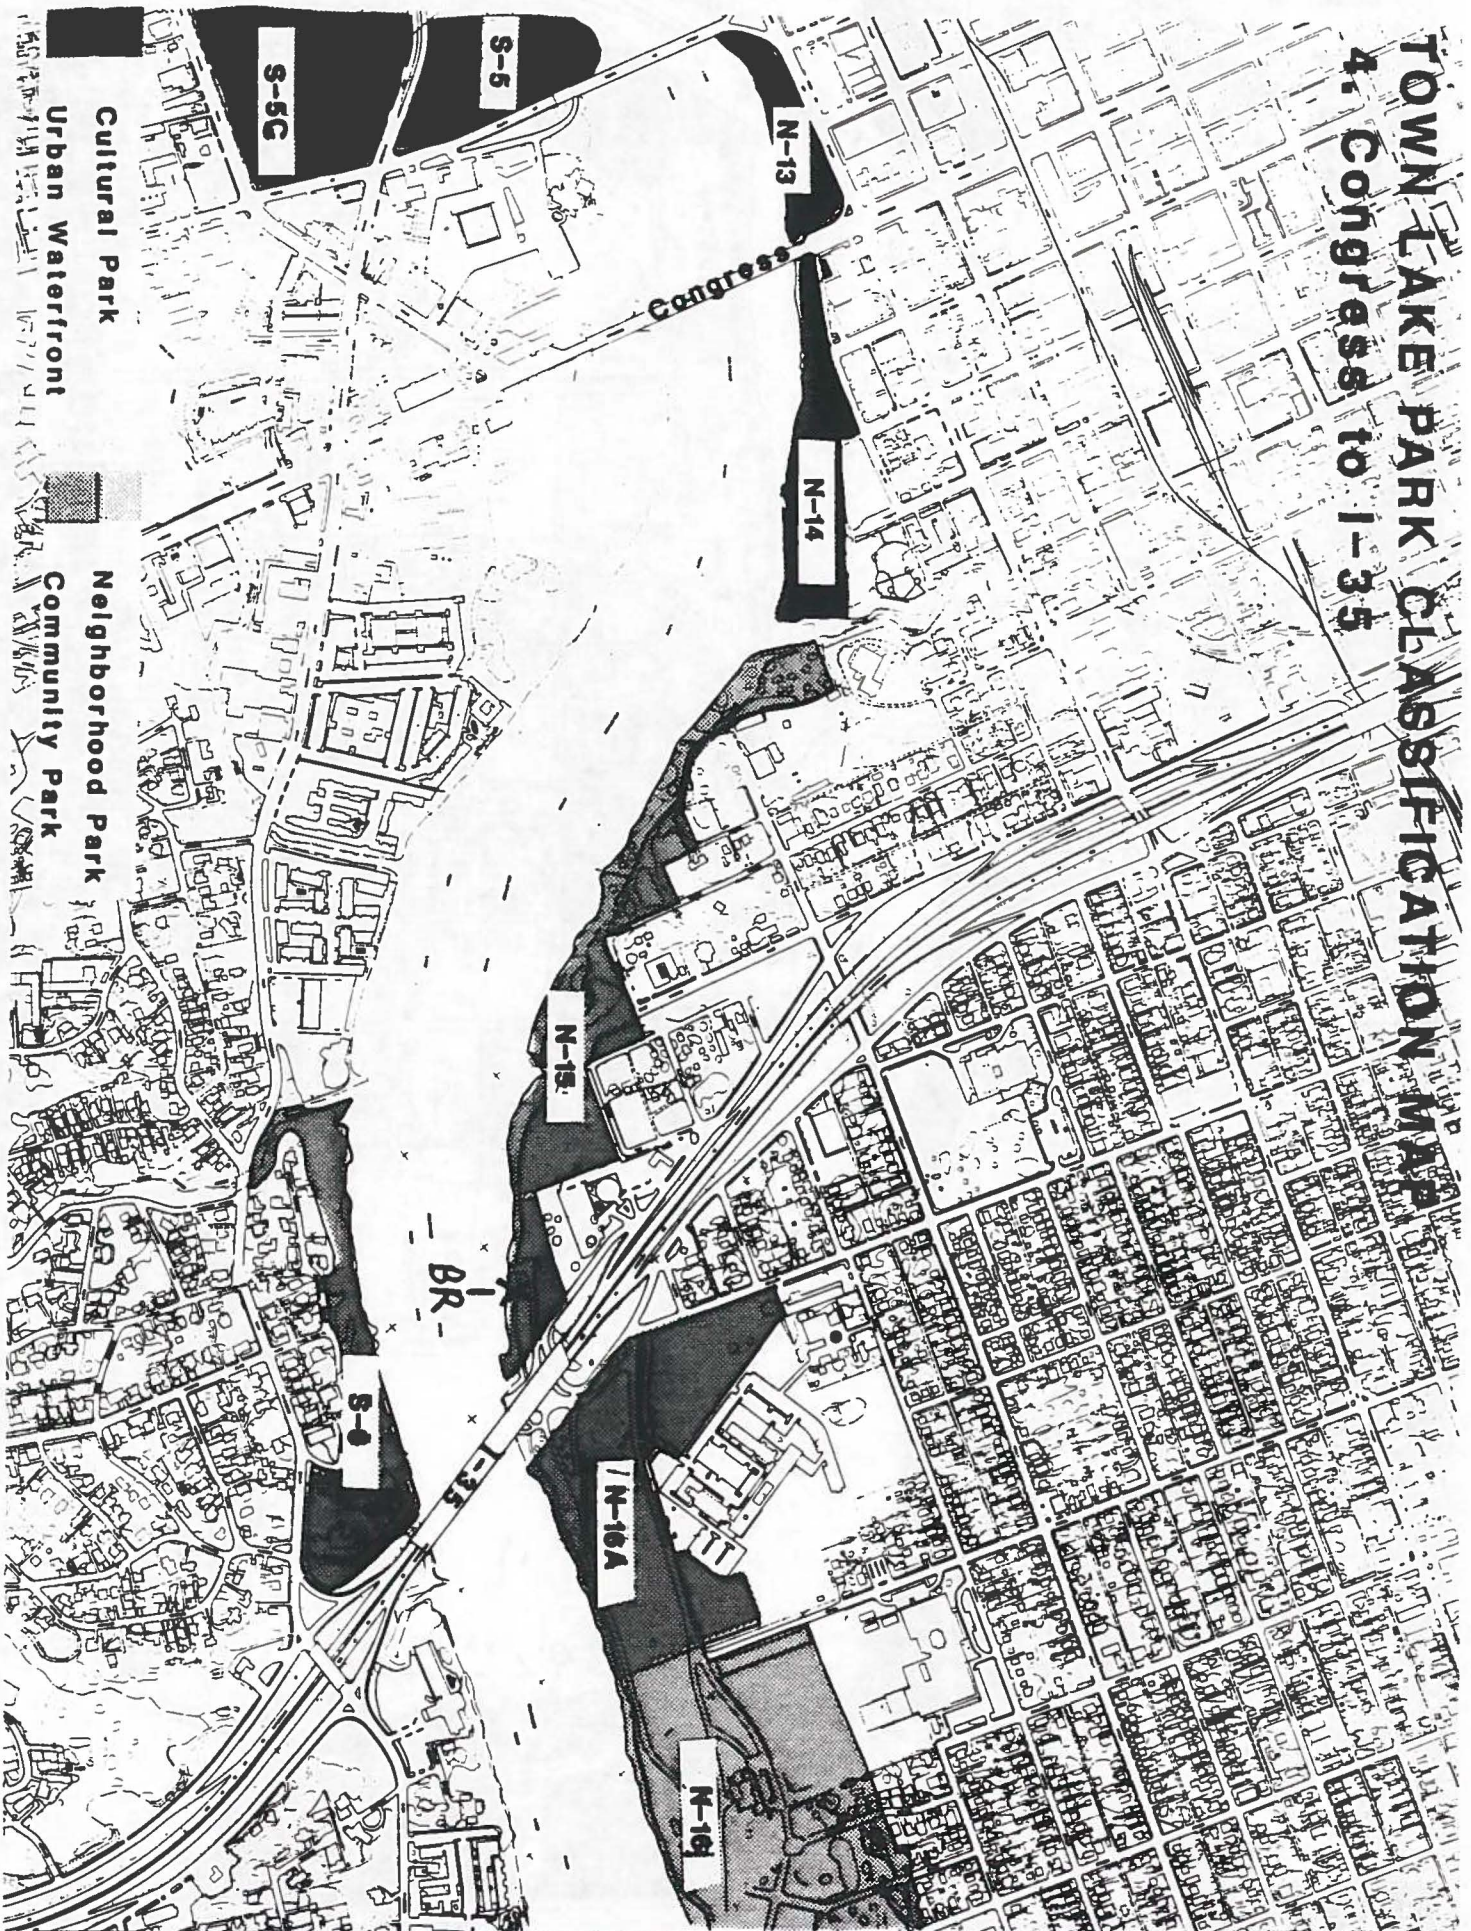 TOWN LAKE PARK CLASSIFICATION MAP
4. Congress to I-35
N-13
S-5
S-5C
Congress
N-14
N-15
BR
S-6
I-35
N-16A
N-16
Cultural Park
Urban Waterfront
Neighborhood Park
Community Park